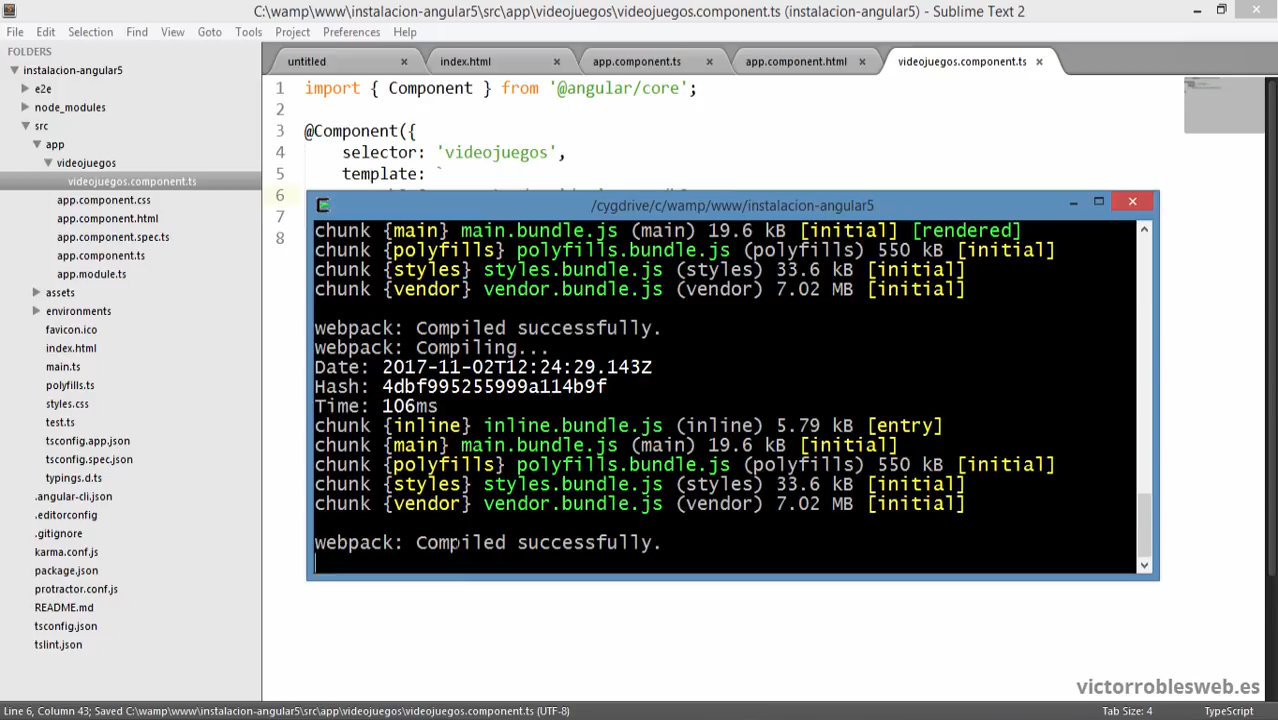 C:\wamp\www\instalacion-angular5\src\app\videojuegos\videojuegos.component.ts (instalacion-angular5) - Sublime Text 2
File Edit Selection Find View Goto Tools Project Preferences Help
FOLDERS
instalacion-angular5
e2e
node_modules
src
app
videojuegos
videojuegos.component.ts
app.component.css
app.component.html
app.component.spec.ts
app.component.ts
app.module.ts
assets
environments
favicon.ico
index.html
main.ts
polyfills.ts
styles.css
test.ts
tsconfig.app.json
tsconfig.spec.json
typings.d.ts
.angular-cli.json
.editorconfig
.gitignore
karma.conf.js
package.json
protractor.conf.js
README.md
tsconfig.json
tslint.json
untitled index.html app.component.ts app.component.html videojuegos.component.ts
1 import { Component } from '@angular/core';
2
3 @Component({
4 selector: 'videojuegos',
5 template: `
6
7
8
/cygdrive/c/wamp/www/instalacion-angular5
chunk {main} main.bundle.js (main) 19.6 kB [initial] [rendered]
chunk {polyfills} polyfills.bundle.js (polyfills) 550 kB [initial]
chunk {styles} styles.bundle.js (styles) 33.6 kB [initial]
chunk {vendor} vendor.bundle.js (vendor) 7.02 MB [initial]
webpack: Compiled successfully.
webpack: Compiling...
Date: 2017-11-02T12:24:29.143Z
Hash: 4dbf995255999a114b9f
Time: 106ms
chunk {inline} inline.bundle.js (inline) 5.79 kB [entry]
chunk {main} main.bundle.js (main) 19.6 kB [initial]
chunk {polyfills} polyfills.bundle.js (polyfills) 550 kB [initial]
chunk {styles} styles.bundle.js (styles) 33.6 kB [initial]
chunk {vendor} vendor.bundle.js (vendor) 7.02 MB [initial]
webpack: Compiled successfully.
victorroblesweb.es
Line 6, Column 43; Saved C:\wamp\www\instalacion-angular5\src\app\videojuegos\videojuegos.component.ts (UTF-8) Tab Size: 4 TypeScript